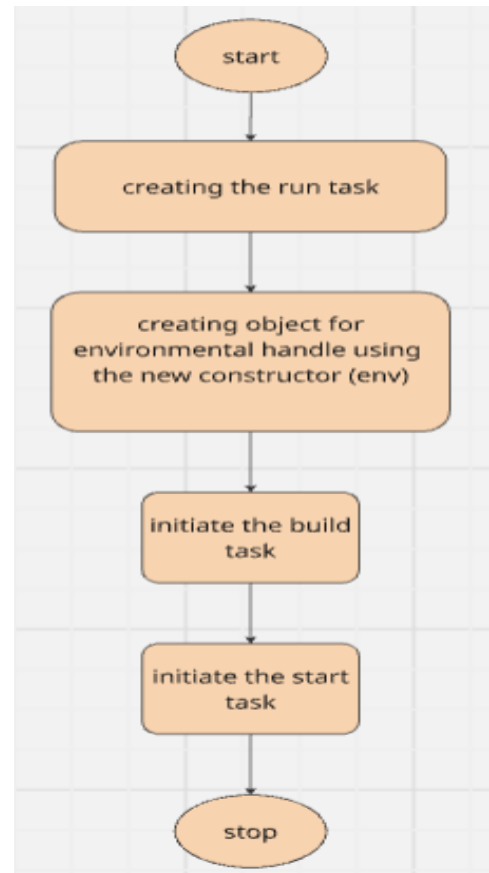 start
creating the run task
creating object for
environmental handle using
the new constructor (env)
initiate the build
task
initiate the start
task
stop